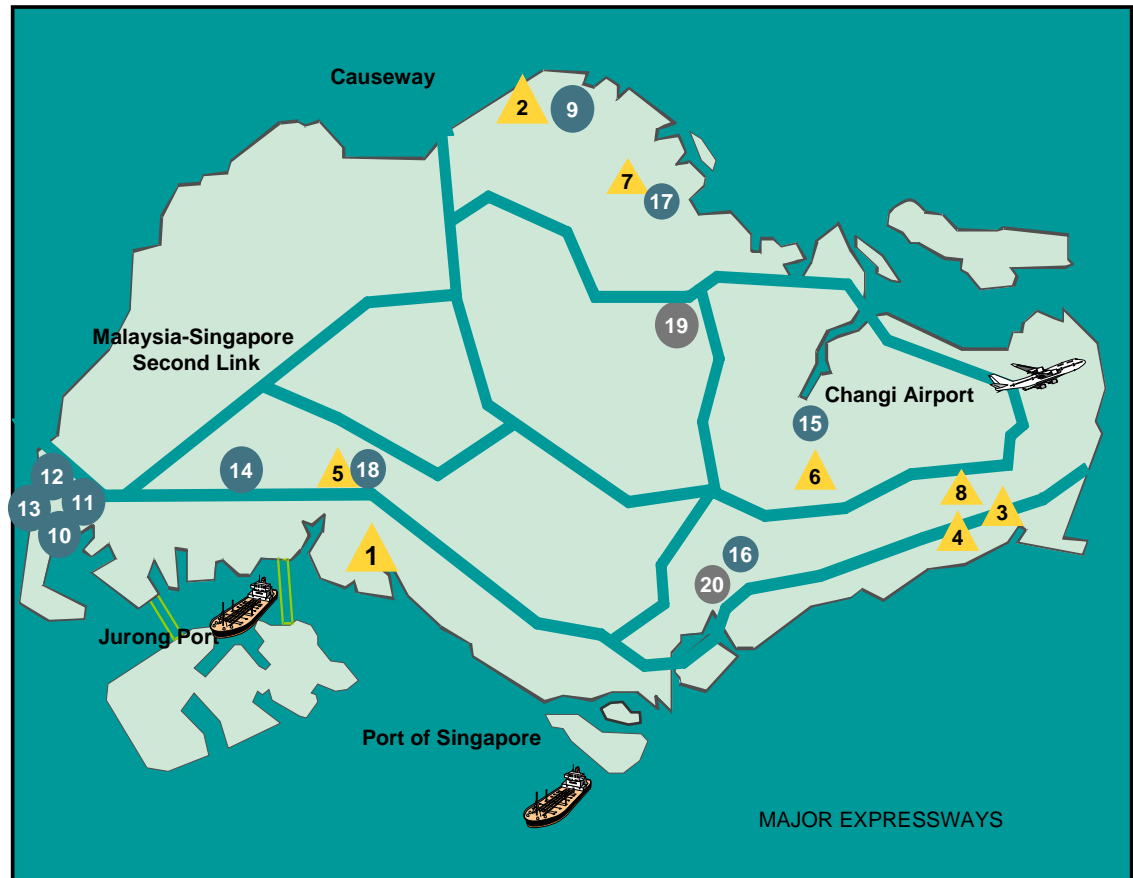 Causeway
2
9
7
17
19
Malaysia-Singapore
Second Link
Changi Airport
15
12
14
5
18
6
8
13
11
3
10
1
16
4
20
Jurong Port
Port of Singapore
MAJOR EXPRESSWAYS